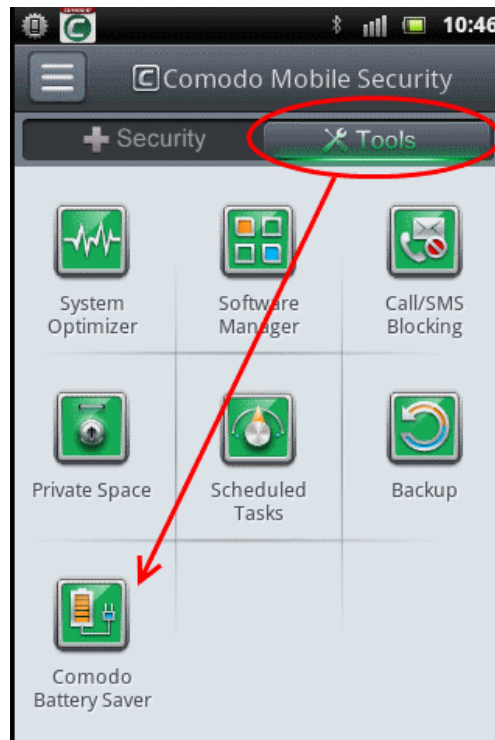 10:46
Comodo Mobile Security
Security
Tools
System
Optimizer
Software
Manager
Call/SMS
Blocking
Private Space
Scheduled
Tasks
Backup
Comodo
Battery Saver